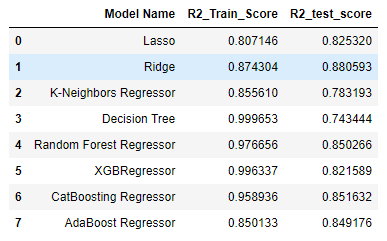 Model Name R2_Train_Score R2_test_score
0 Lasso 0.807146 0.825320
1 Ridge 0.874304 0.880593
2 K-Neighbors Regressor 0.855610 0.783193
3 Decision Tree 0.999653 0.743444
4 Random Forest Regressor 0.976656 0.850266
5 XGBRegressor 0.996337 0.821589
6 CatBoosting Regressor 0.958936 0.851632
7 AdaBoost Regressor 0.850133 0.849176